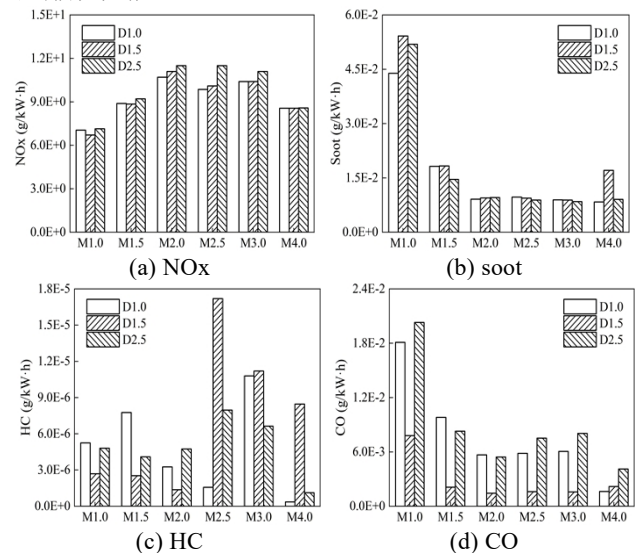 1.5E+1
D1.0
D1.5
D2.5
1.2E+1
9.0E+0
6.0E+0
3.0E+0
0.0E+0
NOx (g/kW·h)
M1.0 M1.5 M2.0 M2.5 M3.0 M4.0
(a) NOx
6.0E-2
D1.0
D1.5
D2.5
4.5E-2
3.0E-2
1.5E-2
0.0E+0
Soot (g/kW·h)
M1.0 M1.5 M2.0 M2.5 M3.0 M4.0
(b) soot
1.8E-5
D1.0
D1.5
D2.5
1.5E-5
1.2E-5
9.0E-6
6.0E-6
3.0E-6
0.0E+0
HC (g/kW·h)
M1.0 M1.5 M2.0 M2.5 M3.0 M4.0
(c) HC
2.4E-2
D1.0
D1.5
D2.5
1.8E-2
1.2E-2
6.0E-3
0.0E+0
CO (g/kW·h)
M1.0 M1.5 M2.0 M2.5 M3.0 M4.0
(d) CO